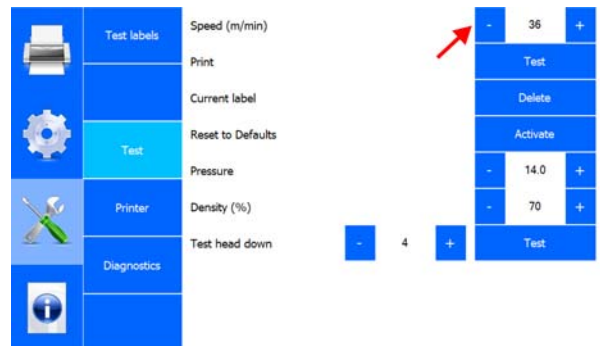 Test labels
Test
Printer
Diagnostics
Speed (m/min) - 36 +
Print Test
Current label Delete
Reset to Defaults Activate
Pressure - 14.0 +
Density (%) - 70 +
Test head down - 4 + Test